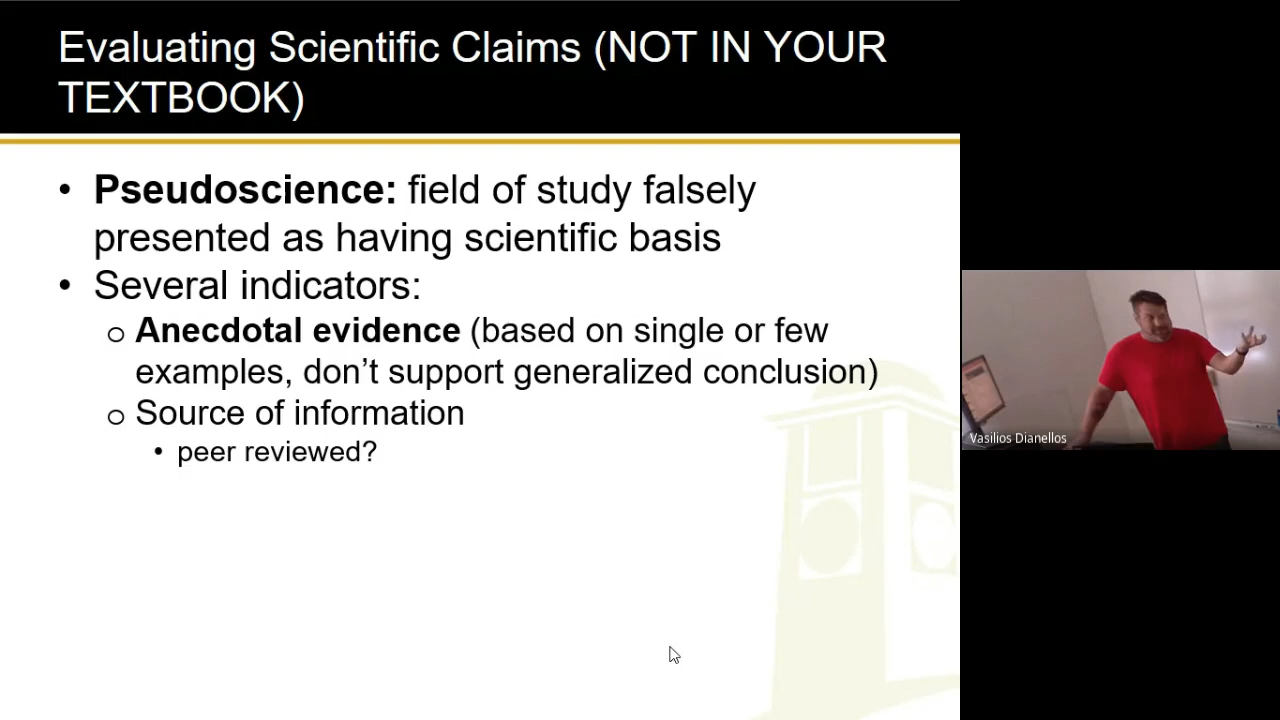 Evaluating Scientific Claims (NOT IN YOUR
TEXTBOOK)
• Pseudoscience: field of study falsely
presented as having scientific basis
• Several indicators:
o Anecdotal evidence (based on single or few
examples, don't support generalized conclusion)
o Source of information
• peer reviewed?
Vasilios Dianellos